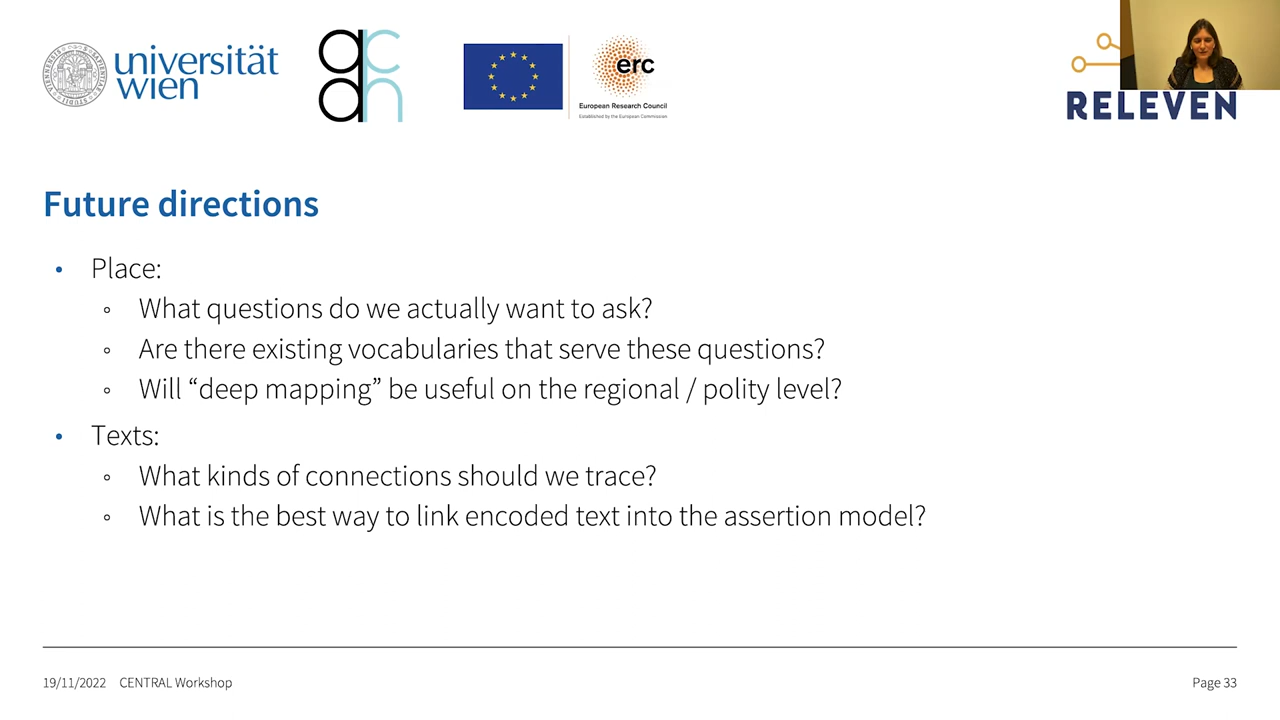 universität
wien
ac
dh
erc
European Research Council
Established by the European Commission
RELEVEN
Future directions
• Place:
◦ What questions do we actually want to ask?
◦ Are there existing vocabularies that serve these questions?
◦ Will “deep mapping” be useful on the regional / polity level?
• Texts:
◦ What kinds of connections should we trace?
◦ What is the best way to link encoded text into the assertion model?
19/11/2022 CENTRAL Workshop
Page 33